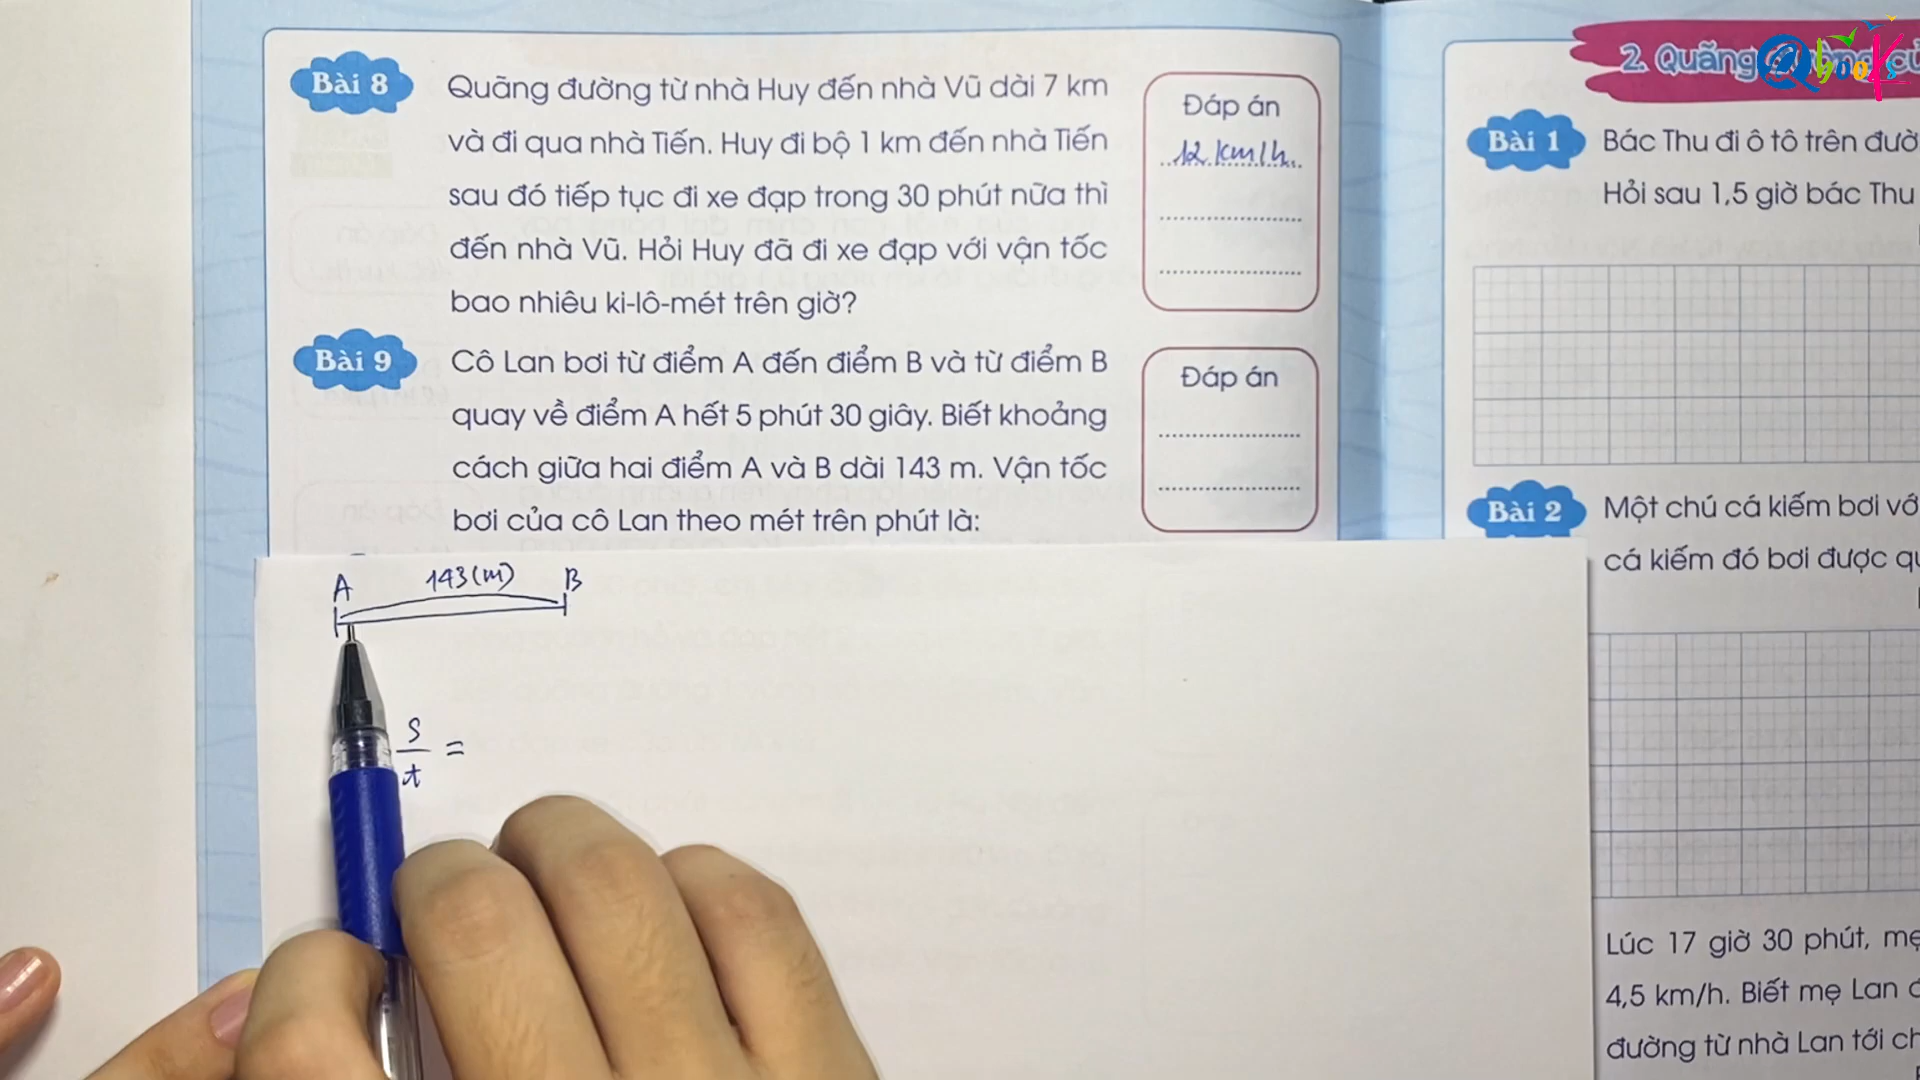 Bài 8
Quãng đường từ nhà Huy đến nhà Vũ dài 7 km
và đi qua nhà Tiến. Huy đi bộ 1 km đến nhà Tiến
sau đó tiếp tục đi xe đạp trong 30 phút nữa thì
đến nhà Vũ. Hỏi Huy đã đi xe đạp với vận tốc
bao nhiêu ki-lô-mét trên giờ?
Đáp án
12 km/h
Bài 9
Cô Lan bơi từ điểm A đến điểm B và từ điểm B
quay về điểm A hết 5 phút 30 giây. Biết khoảng
cách giữa hai điểm A và B dài 143 m. Vận tốc
bơi của cô Lan theo mét trên phút là:
Đáp án
A 143(m) B
s
=
t
2. Quãng
Qbooks
Bài 1
Bác Thu đi ô tô trên đườ
Hỏi sau 1,5 giờ bác Thu
Bài 2
Một chú cá kiếm bơi vớ
cá kiếm đó bơi được qu
Lúc 17 giờ 30 phút, mẹ
4,5 km/h. Biết mẹ Lan
đường từ nhà Lan tới ch